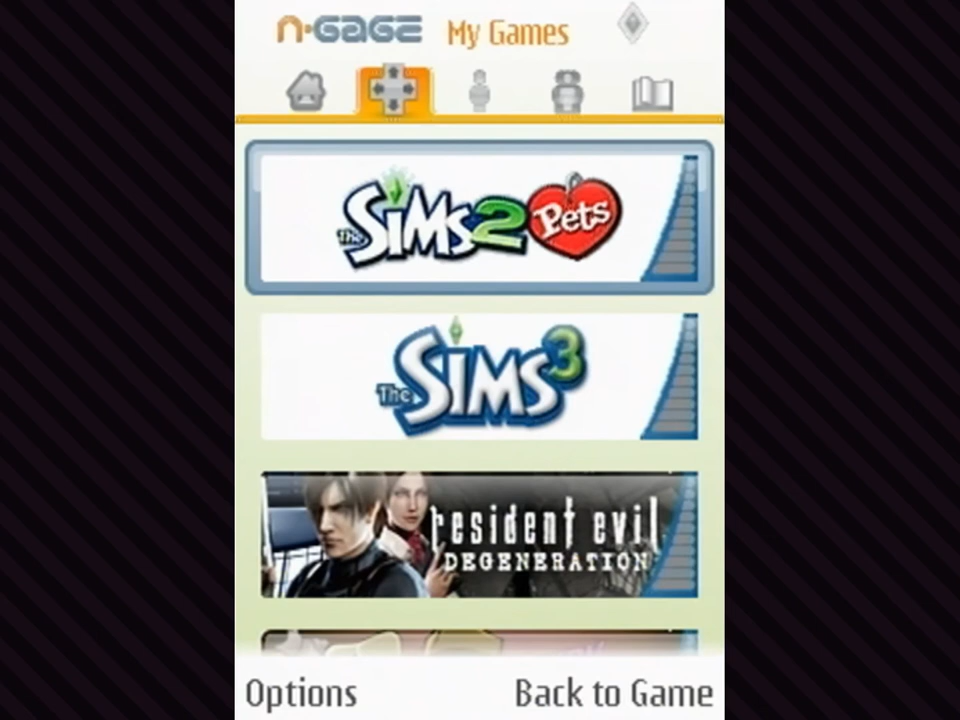 n·gage My Games
The Sims 2 Pets
The Sims 3
resident evil
DEGENERATION
Options Back to Game